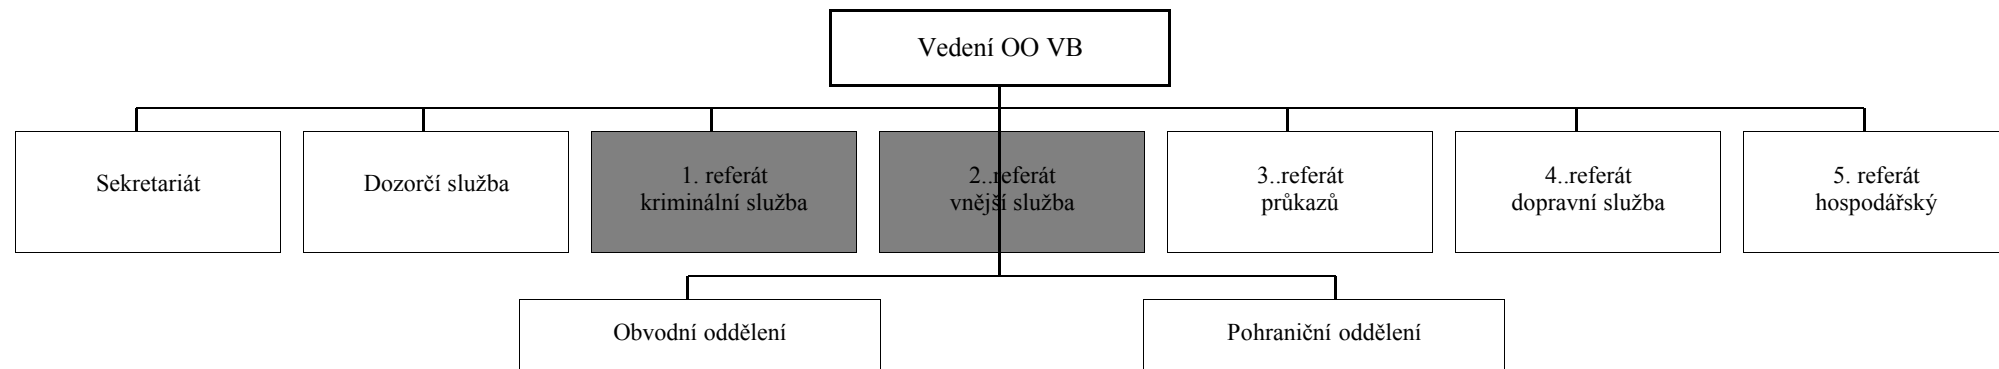 Vedení OO VB
Sekretariát
Dozorčí služba
1. referát
kriminální služba
2..referát
vnější služba
3..referát
průkazů
4..referát
dopravní služba
5. referát
hospodářský
Obvodní oddělení
Pohraniční oddělení